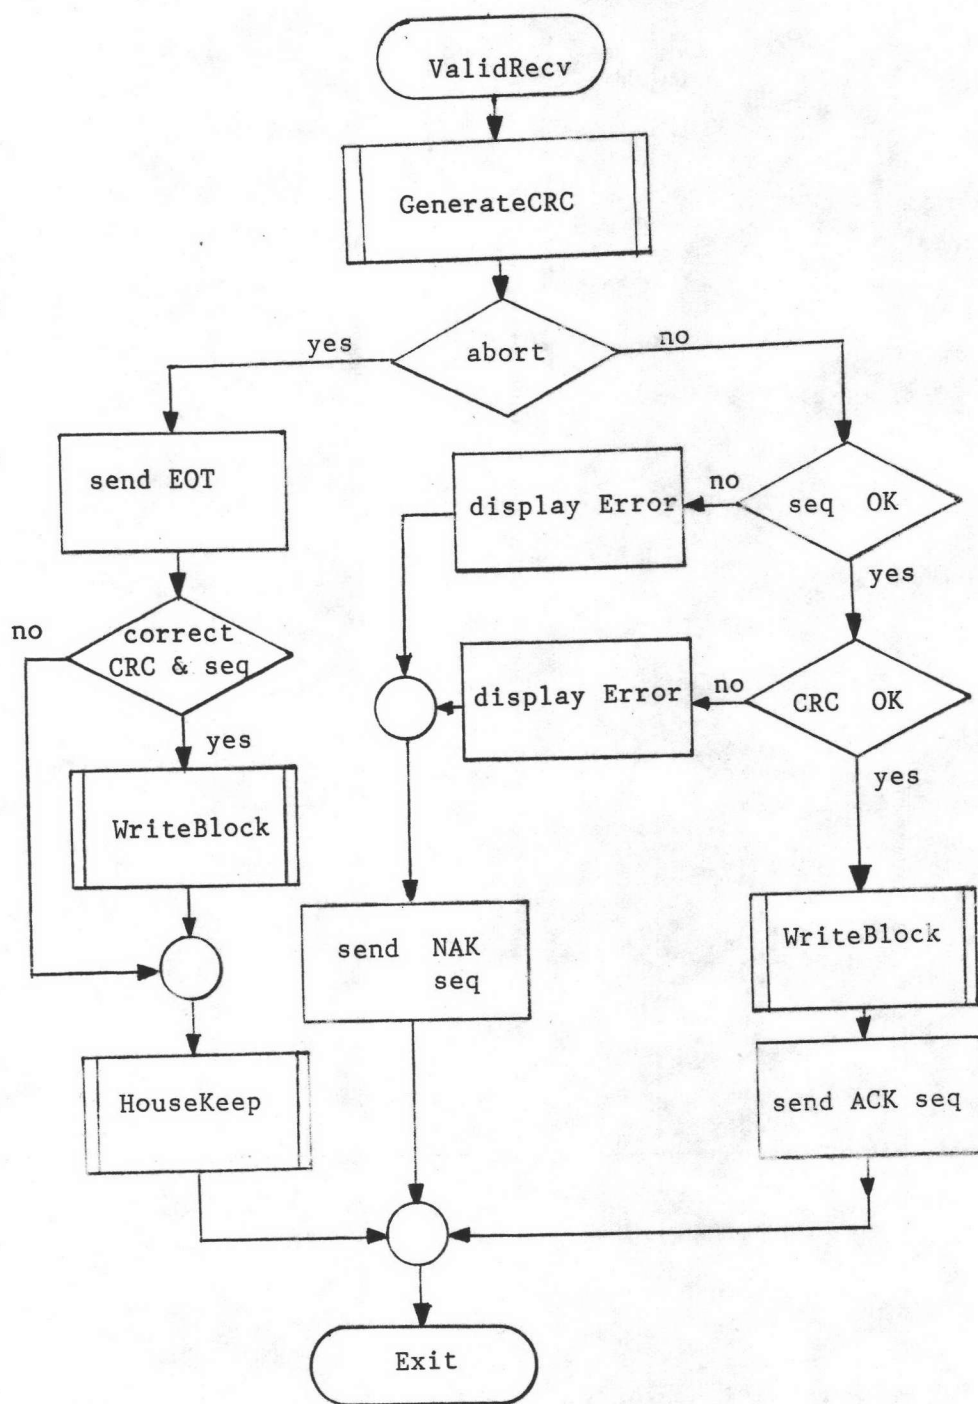 ValidRecv
GenerateCRC
abort
yes
no
send EOT
display Error
no
seq OK
yes
no
correct
CRC & seq
display Error
no
CRC OK
yes
yes
WriteBlock
WriteBlock
send NAK
seq
HouseKeep
send ACK seq
Exit